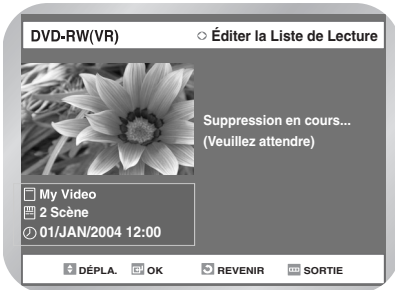 DVD-RW(VR)
Éditer la Liste de Lecture
Suppression en cours...
(Veuillez attendre)
My Video
2 Scène
01/JAN/2004 12:00
DÉPLA. OK REVENIR SORTIE